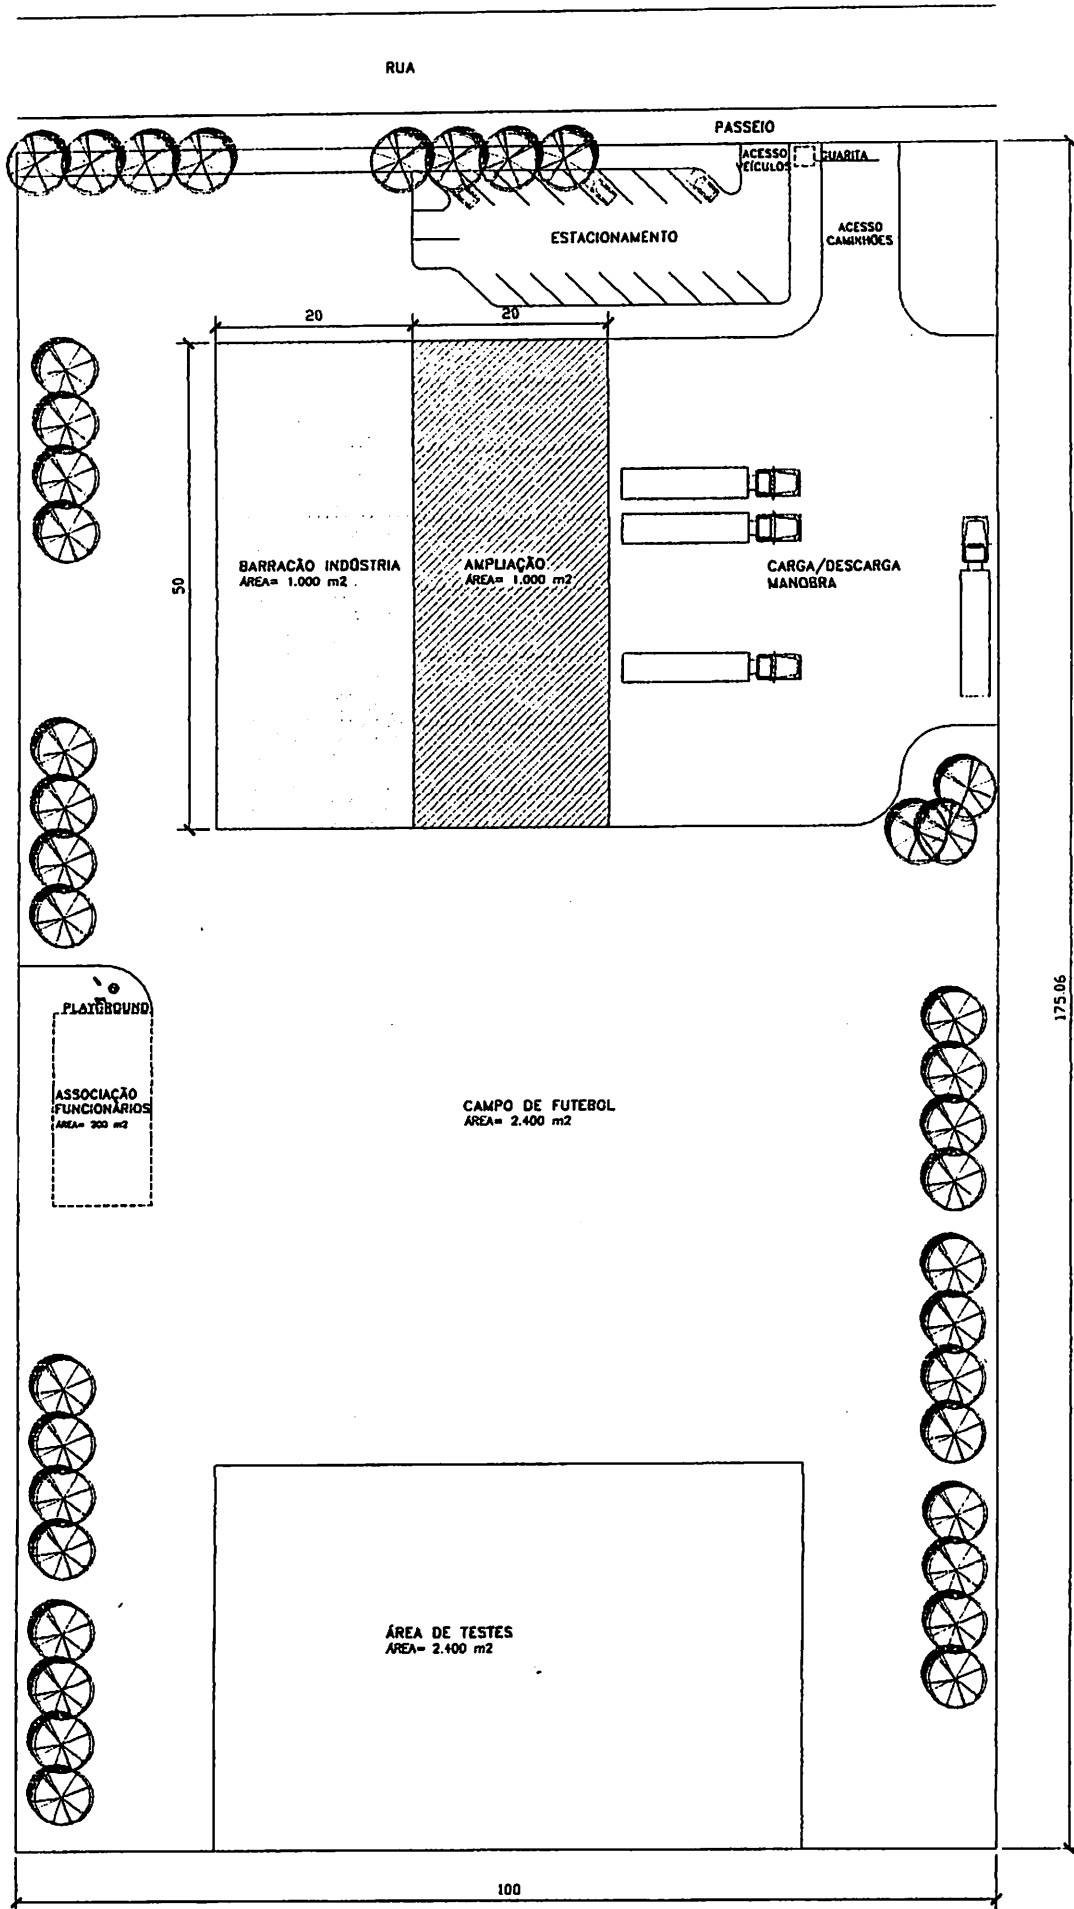 RUA
PASSEIO
ACESSO
VEÍCULOS
GUARITA
ACESSO
CAMINHÕES
ESTACIONAMENTO
20
20
50
BARRACÃO INDÚSTRIA
ÁREA= 1.000 m2
AMPLIAÇÃO
ÁREA= 1.000 m2
CARGA/DESCARGA
MANOBRA
PLAYGROUND
ASSOCIAÇÃO
FUNCIONÁRIOS
ÁREA= 200 m2
CAMPO DE FUTEBOL
ÁREA= 2.400 m2
175.06
ÁREA DE TESTES
ÁREA= 2.400 m2
100